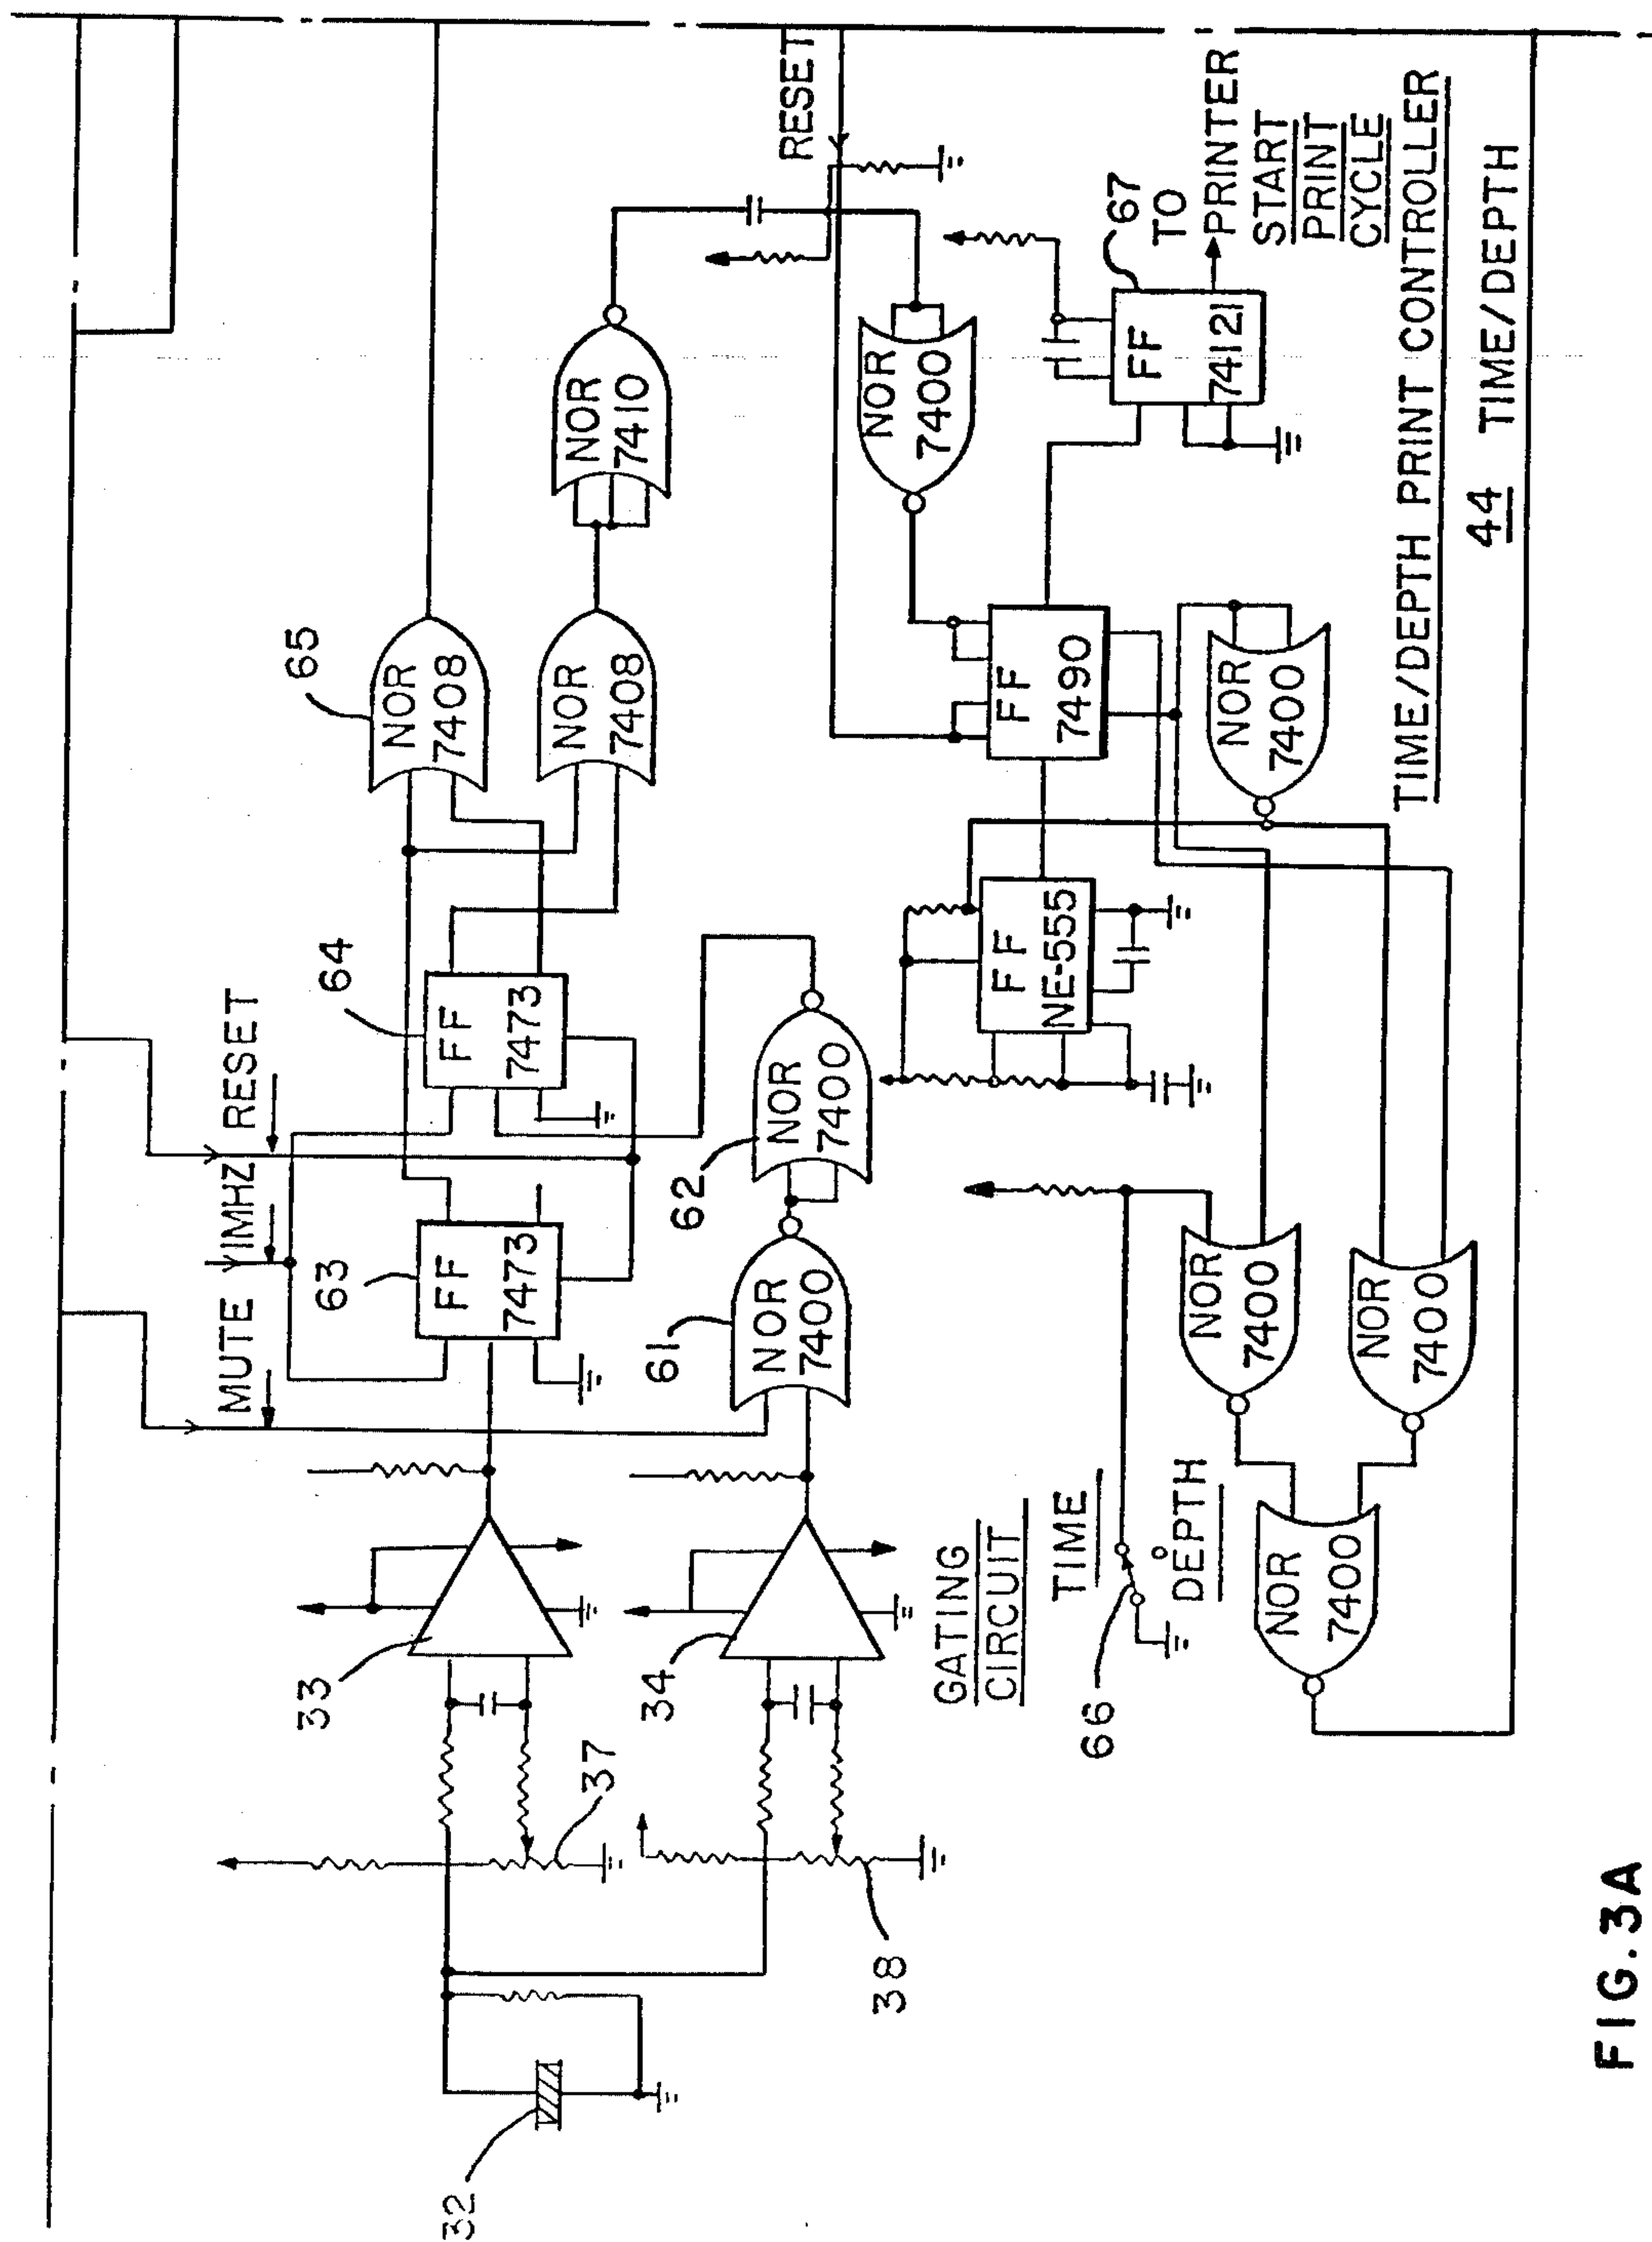 MUTE
1MHZ
RESET
65
NOR
7408
NOR
7408
NOR
7410
64
FF
7473
63
FF
7473
33
37
32
34
38
61
NOR
7400
62
NOR
7400
GATING
CIRCUIT
RESET
NOR
7400
FF
7490
FF
NE-555
67
FF
74121
TO
PRINTER
START
PRINT
CYCLE
NOR
7400
TIME
DEPTH
66
NOR
7400
NOR
7400
NOR
7400
TIME/DEPTH PRINT CONTROLLER
44 TIME/DEPTH
FIG.3A